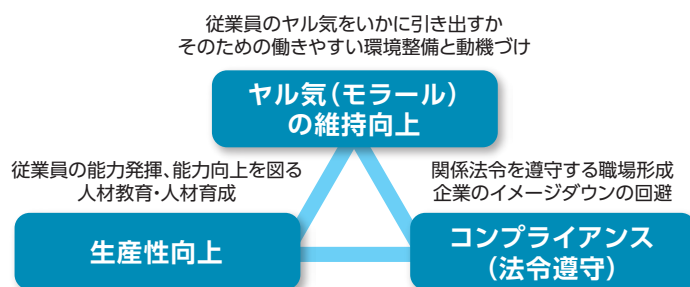 従業員のヤル気をいかに引き出すか
そのための働きやすい環境整備と動機づけ
ヤル気（モラール）
の維持向上
従業員の能力発揮、能力向上を図る
人材教育・人材育成
関係法令を遵守する職場形成
企業のイメージダウンの回避
生産性向上
コンプライアンス
（法令遵守）